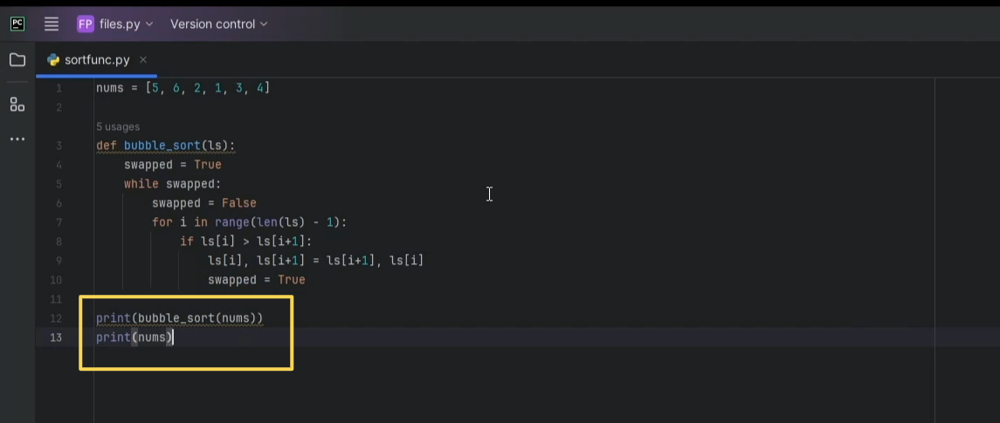 PC FP files.py Version control
sortfunc.py ×
1 nums = [5, 6, 2, 1, 3, 4]
2
5 usages
3 def bubble_sort(ls):
4     swapped = True
5     while swapped:
6         swapped = False
7         for i in range(len(ls) - 1):
8             if ls[i] > ls[i+1]:
9                 ls[i], ls[i+1] = ls[i+1], ls[i]
10                 swapped = True
11
12 print(bubble_sort(nums))
13 print(nums)